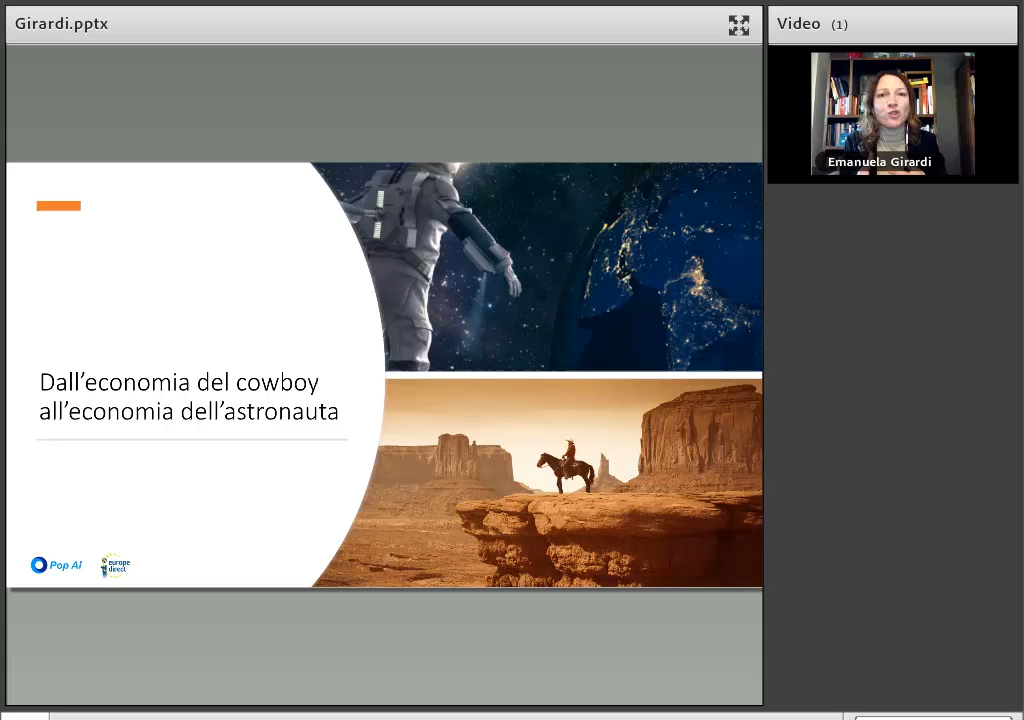 Girardi.pptx
Video (1)
Emanuela Girardi
Dall'economia del cowboy
all'economia dell'astronauta
Pop Ai
europe
direct